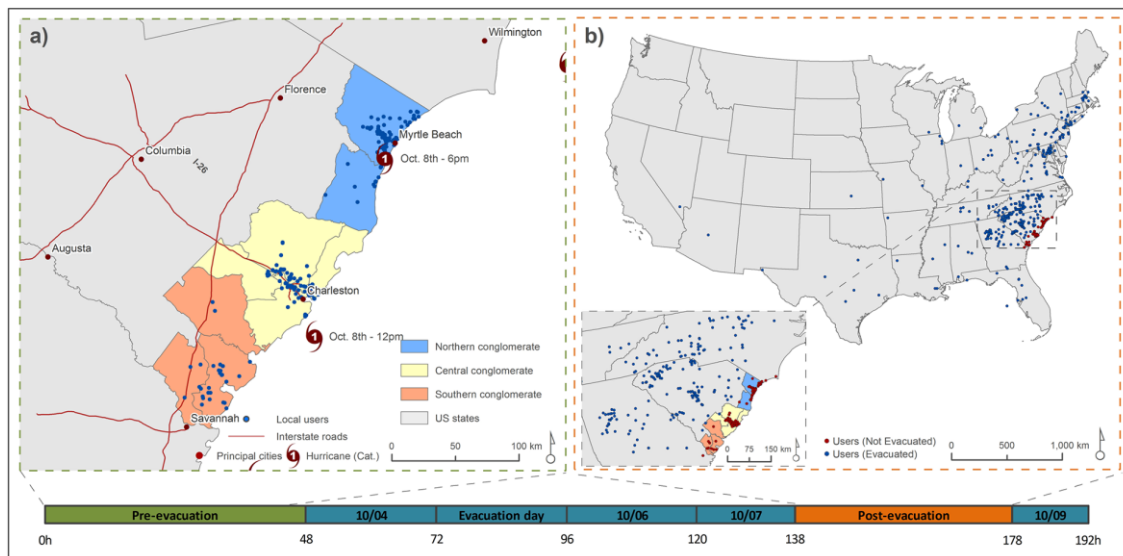 a)
Wilmington
Florence
Myrtle Beach
Columbia
I-26
1 Oct. 8th - 6pm
Augusta
Charleston
1 Oct. 8th - 12pm
Northern conglomerate
Central conglomerate
Southern conglomerate
US states
Savannah
Local users
Interstate roads
Principal cities
1 Hurricane (Cat.)
0 50 100 km
b)
0 75 150 km
Users (Not Evacuated)
Users (Evacuated)
0 500 1,000 km
Pre-evacuation 10/04 Evacuation day 10/06 10/07 Post-evacuation 10/09
0h 48 72 96 120 138 178 192h